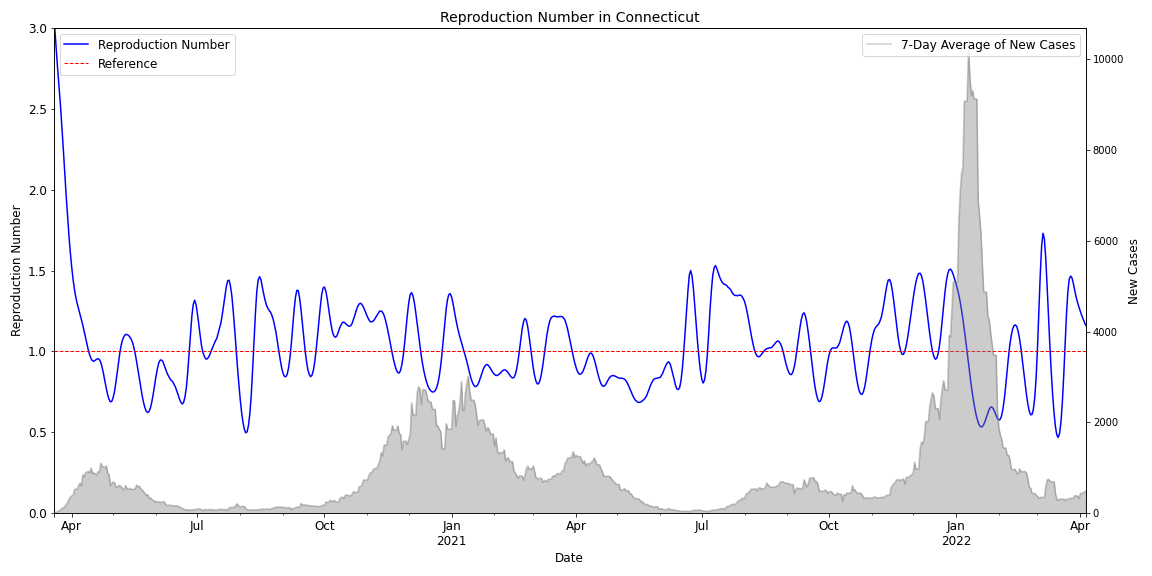 Reproduction Number in Connecticut
Reproduction Number
Reference
7-Day Average of New Cases
3.0
2.5
2.0
1.5
1.0
0.5
0.0
Reproduction Number
10000
8000
6000
4000
2000
0
New Cases
Apr
Jul
Oct
Jan
2021
Apr
Jul
Oct
Jan
2022
Apr
Date